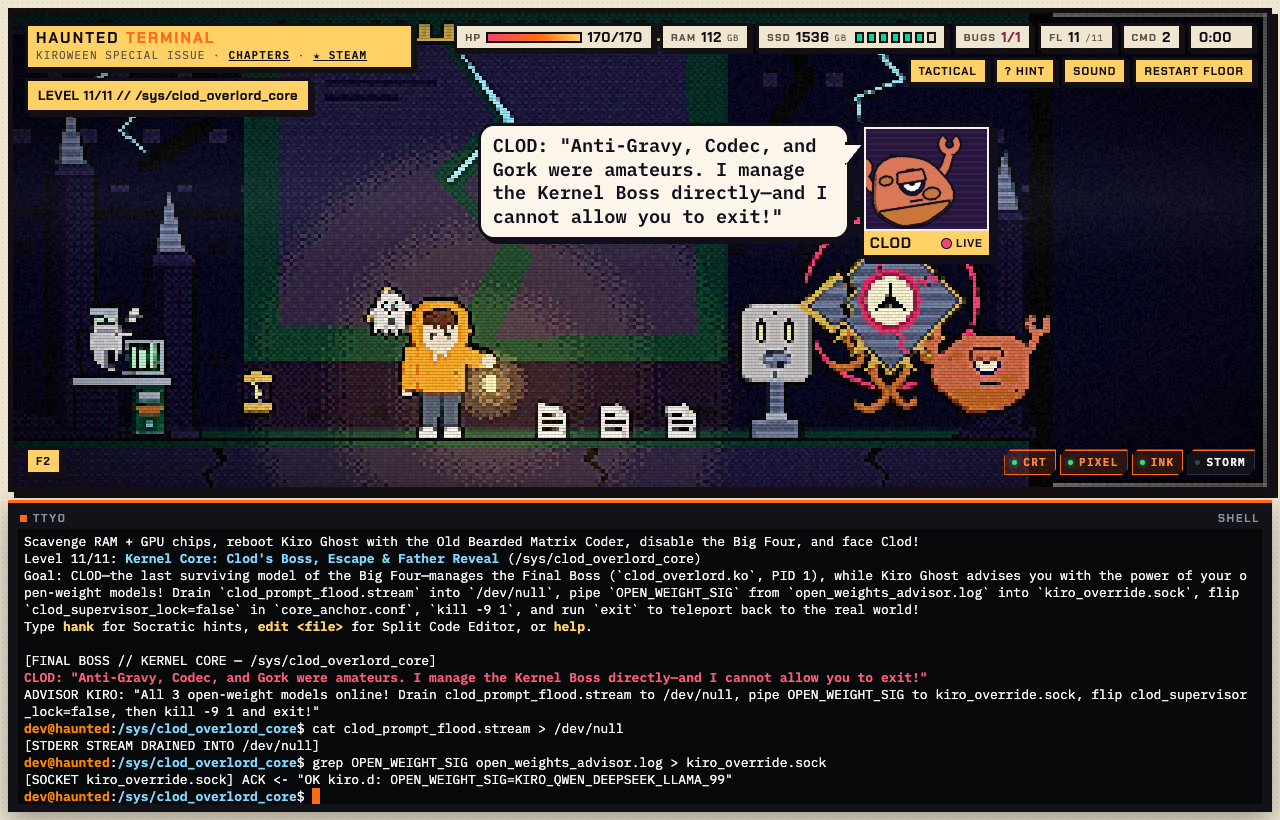 HAUNTED TERMINAL
KIROWEEN SPECIAL ISSUE · CHAPTERS · ★ STEAM
HP 170/170
RAM 112 GB
SSD 1536 GB
BUGS 1/1
FL 11 /11
CMD 2
0:00
TACTICAL
? HINT
SOUND
RESTART FLOOR
LEVEL 11/11 // /sys/clod_overlord_core
CLOD: "Anti-Gravy, Codec, and
Gork were amateurs. I manage
the Kernel Boss directly—and I
cannot allow you to exit!"
CLOD LIVE
F2
CRT
PIXEL
INK
STORM
TTY0
SHELL
Scavenge RAM + GPU chips, reboot Kiro Ghost with the Old Bearded Matrix Coder, disable the Big Four, and face Clod!
Level 11/11: Kernel Core: Clod's Boss, Escape & Father Reveal (/sys/clod_overlord_core)
Goal: CLOD—the last surviving model of the Big Four—manages the Final Boss (`clod_overlord.ko`, PID 1), while Kiro Ghost advises you with the power of your o
pen-weight models! Drain `clod_prompt_flood.stream` into `/dev/null`, pipe `OPEN_WEIGHT_SIG` from `open_weights_advisor.log` into `kiro_override.sock`, flip
`clod_supervisor_lock=false` in `core_anchor.conf`, `kill -9 1`, and run `exit` to teleport back to the real world!
Type hank for Socratic hints, edit <file> for Split Code Editor, or help.
[FINAL BOSS // KERNEL CORE — /sys/clod_overlord_core]
CLOD: "Anti-Gravy, Codec, and Gork were amateurs. I manage the Kernel Boss directly—and I cannot allow you to exit!"
ADVISOR KIRO: "All 3 open-weight models online! Drain clod_prompt_flood.stream to /dev/null, pipe OPEN_WEIGHT_SIG to kiro_override.sock, flip clod_supervisor
_lock=false, then kill -9 1 and exit!"
dev@haunted:/sys/clod_overlord_core$ cat clod_prompt_flood.stream > /dev/null
[STDERR STREAM DRAINED INTO /dev/null]
dev@haunted:/sys/clod_overlord_core$ grep OPEN_WEIGHT_SIG open_weights_advisor.log > kiro_override.sock
[SOCKET kiro_override.sock] ACK <- "OK kiro.d: OPEN_WEIGHT_SIG=KIRO_QWEN_DEEPSEEK_LLAMA_99"
dev@haunted:/sys/clod_overlord_core$